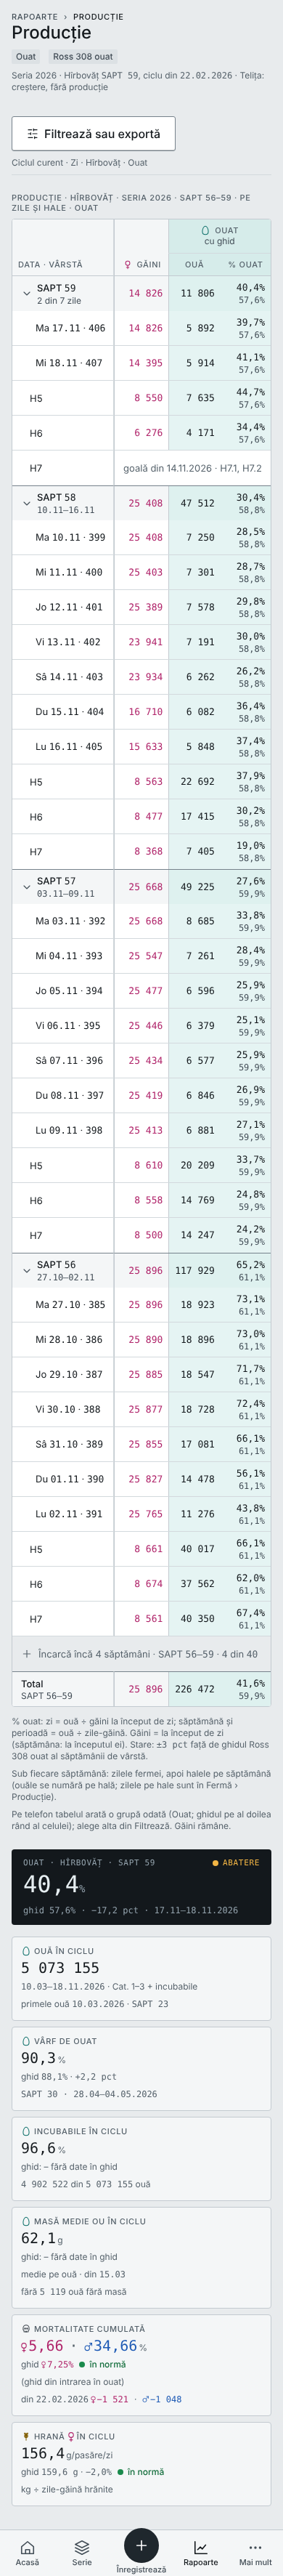 RAPOARTE › PRODUCȚIE
Producție
Ouat Ross 308 ouat
Seria 2026 · Hîrbovăț SAPT 59, ciclu din 22.02.2026 · Telița:
creștere, fără producție
Filtrează sau exportă
Ciclul curent · Zi · Hîrbovăț · Ouat
PRODUCȚIE · HÎRBOVĂȚ · SERIA 2026 · SAPT 56–59 · PE
ZILE ȘI HALE · OUAT
OUAT
cu ghid
DATA · VÂRSTĂ ♀ GĂINI OUĂ % OUAT
SAPT 59 14 826 11 806 40,4%
2 din 7 zile 57,6%
Ma 17.11 · 406 14 826 5 892 39,7%
57,6%
Mi 18.11 · 407 14 395 5 914 41,1%
57,6%
H5 8 550 7 635 44,7%
57,6%
H6 6 276 4 171 34,4%
57,6%
H7 goală din 14.11.2026 · H7.1, H7.2
SAPT 58 25 408 47 512 30,4%
10.11–16.11 58,8%
Ma 10.11 · 399 25 408 7 250 28,5%
58,8%
Mi 11.11 · 400 25 403 7 301 28,7%
58,8%
Jo 12.11 · 401 25 389 7 578 29,8%
58,8%
Vi 13.11 · 402 23 941 7 191 30,0%
58,8%
Sâ 14.11 · 403 23 934 6 262 26,2%
58,8%
Du 15.11 · 404 16 710 6 082 36,4%
58,8%
Lu 16.11 · 405 15 633 5 848 37,4%
58,8%
H5 8 563 22 692 37,9%
58,8%
H6 8 477 17 415 30,2%
58,8%
H7 8 368 7 405 19,0%
58,8%
SAPT 57 25 668 49 225 27,6%
03.11–09.11 59,9%
Ma 03.11 · 392 25 668 8 685 33,8%
59,9%
Mi 04.11 · 393 25 547 7 261 28,4%
59,9%
Jo 05.11 · 394 25 477 6 596 25,9%
59,9%
Vi 06.11 · 395 25 446 6 379 25,1%
59,9%
Sâ 07.11 · 396 25 434 6 577 25,9%
59,9%
Du 08.11 · 397 25 419 6 846 26,9%
59,9%
Lu 09.11 · 398 25 413 6 881 27,1%
59,9%
H5 8 610 20 209 33,7%
59,9%
H6 8 558 14 769 24,8%
59,9%
H7 8 500 14 247 24,2%
59,9%
SAPT 56 25 896 117 929 65,2%
27.10–02.11 61,1%
Ma 27.10 · 385 25 896 18 923 73,1%
61,1%
Mi 28.10 · 386 25 890 18 896 73,0%
61,1%
Jo 29.10 · 387 25 885 18 547 71,7%
61,1%
Vi 30.10 · 388 25 877 18 728 72,4%
61,1%
Sâ 31.10 · 389 25 855 17 081 66,1%
61,1%
Du 01.11 · 390 25 827 14 478 56,1%
61,1%
Lu 02.11 · 391 25 765 11 276 43,8%
61,1%
H5 8 661 40 017 66,1%
61,1%
H6 8 674 37 562 62,0%
61,1%
H7 8 561 40 350 67,4%
61,1%
+ Încarcă încă 4 săptămâni · SAPT 56–59 · 4 din 40
Total 25 896 226 472 41,6%
SAPT 56–59 59,9%
% ouat: zi = ouă ÷ găini la început de zi; săptămână și
perioadă = ouă ÷ zile-găină. Găini = la început de zi
(săptămâna: la începutul ei). Stare: ±3 pct față de ghidul Ross
308 ouat al săptămânii de vârstă.
Sub fiecare săptămână: zilele fermei, apoi halele pe săptămână
(ouăle se numără pe hală; zilele pe hale sunt în Fermă ›
Producție).
Pe telefon tabelul arată o grupă odată (Ouat; ghidul pe al doilea
rând al celulei); alege alta din Filtrează. Găini rămâne.
OUAT · HÎRBOVĂȚ · SAPT 59 ABATERE
40,4%
ghid 57,6% · −17,2 pct · 17.11–18.11.2026
OUĂ ÎN CICLU
5 073 155
10.03–18.11.2026 · Cat. 1–3 + incubabile
primele ouă 10.03.2026 · SAPT 23
VÂRF DE OUAT
90,3 %
ghid 88,1% · +2,2 pct
SAPT 30 · 28.04–04.05.2026
INCUBABILE ÎN CICLU
96,6 %
ghid: – fără date în ghid
4 902 522 din 5 073 155 ouă
MASĂ MEDIE OU ÎN CICLU
62,1 g
ghid: – fără date în ghid
medie pe ouă · din 15.03
fără 5 119 ouă fără masă
MORTALITATE CUMULATĂ
♀5,66 · ♂34,66 %
ghid ♀7,25% în normă
(ghid din intrarea în ouat)
din 22.02.2026 ♀−1 521 · ♂−1 048
HRANĂ ♀ ÎN CICLU
156,4 g/pasăre/zi
ghid 159,6 g · −2,0% în normă
kg ÷ zile-găină hrănite
Acasă Serie Înregistrează Rapoarte Mai mult